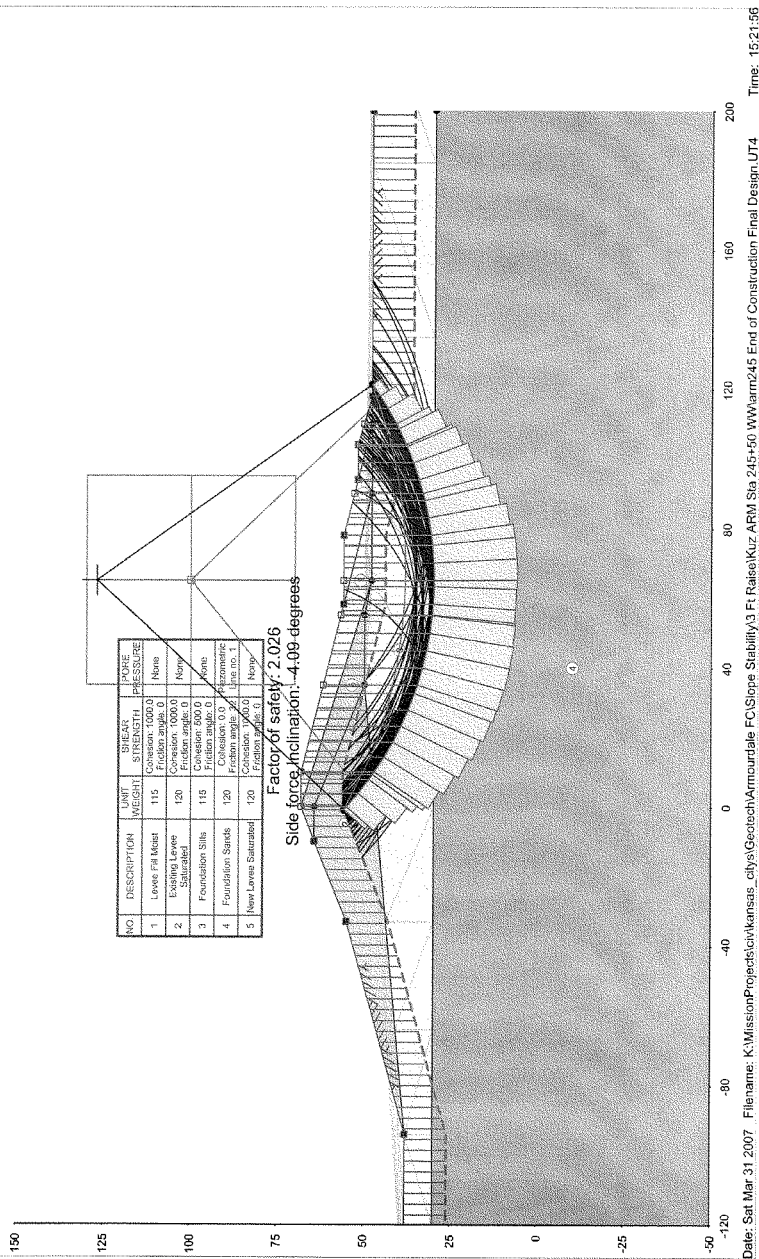 NO
DESCRIPTION
UNIT
WEIGHT
SHEAR
STRENGTH
PORE
PRESSURE
1
Levee Fill Moist
115
Cohesion: 1000.0
Friction angle: 0
None
2
Existing Levee
Saturated
120
Cohesion: 1000.0
Friction angle: 0
None
3
Foundation Silts
115
Cohesion: 500.0
Friction angle: 0
None
4
Foundation Sands
120
Cohesion: 0.0
Friction angle:
Piezometric
Line no. 1
5
New Levee Saturated
120
Cohesion: 1000.0
Friction angle: 0
None
Factor of safety: 2.026
Side force Inclination: -4.09 degrees
150
125
100
75
50
25
0
-25
-50
-120
-80
-40
0
40
80
120
160
200
4
Date: Sat Mar 31 2007 Filename: K:\MissionProjects\civ\kansas_citys\Geotech\Armourdale FC\Slope Stability\3 Ft Raise\Kuz ARM Sta 245+50 WW\arm245 End of Construction Final Design.UT4 Time: 15:21:56